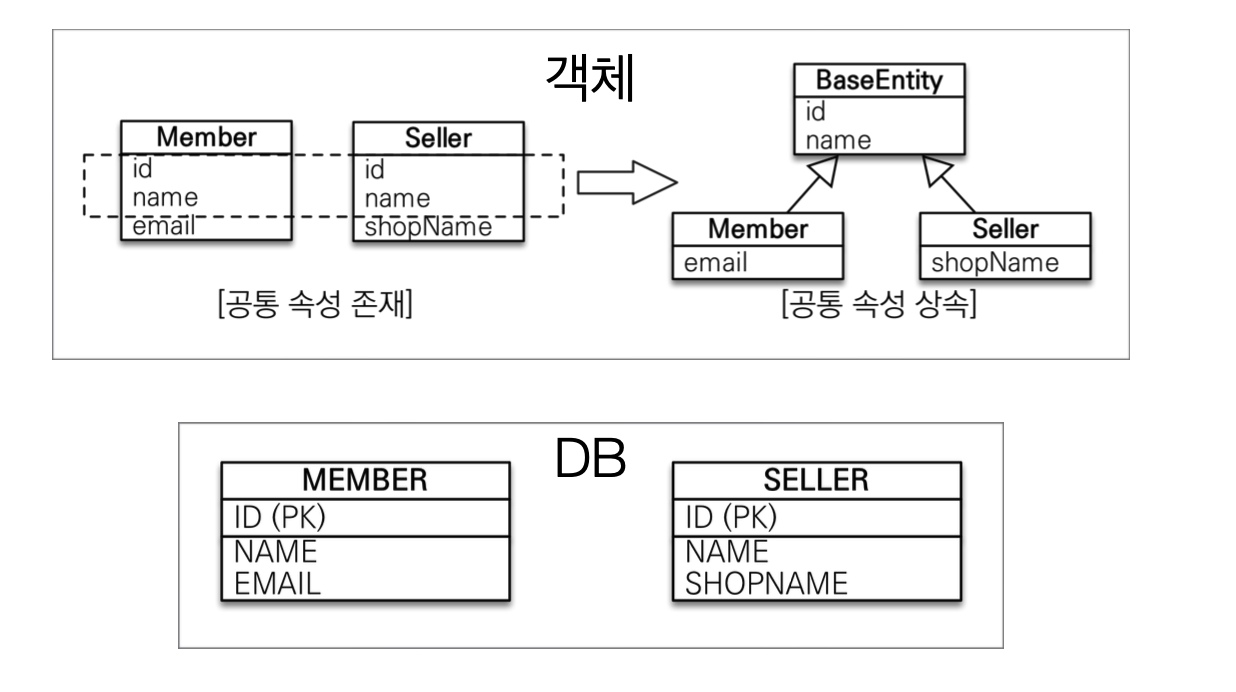 객체
Member
id
name
email
Seller
id
name
shopName
[공통 속성 존재]
BaseEntity
id
name
Member
email
Seller
shopName
[공통 속성 상속]
DB
MEMBER
ID (PK)
NAME
EMAIL
SELLER
ID (PK)
NAME
SHOPNAME